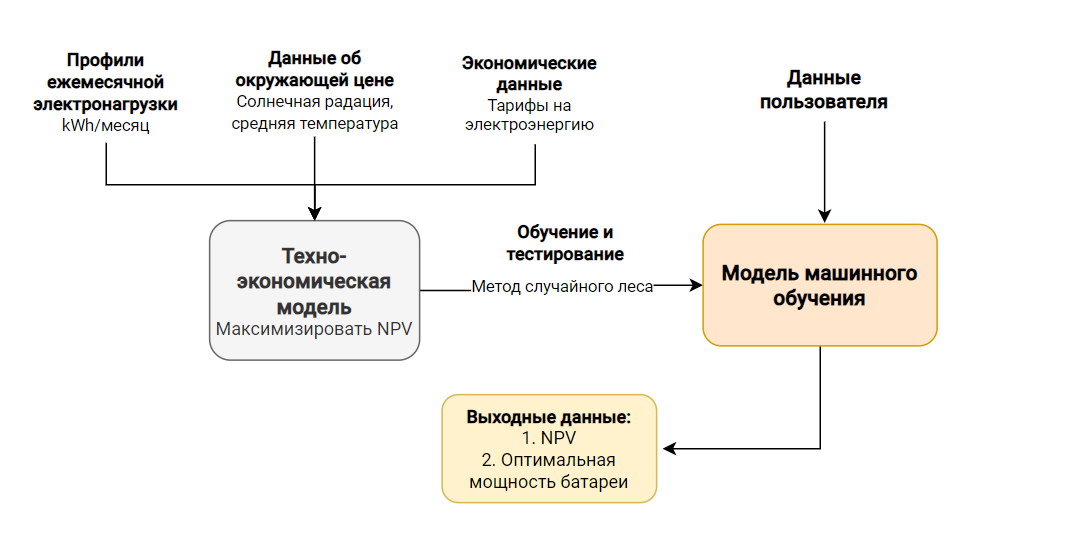 Профили
ежемесячной
электронагрузки
kWh/месяц
Данные об
окружающей цене
Солнечная радация,
средняя температура
Экономические
данные
Тарифы на
электроэнергию
Данные
пользователя
Техно-
экономическая
модель
Максимизировать NPV
Обучение и
тестирование
Метод случайного леса
Модель машинного
обучения
Выходные данные:
1. NPV
2. Оптимальная
мощность батареи